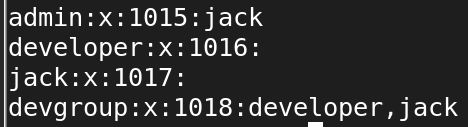 admin:x:1015:jack
developer:x:1016:
jack:x:1017:
devgroup:x:1018:developer,jack